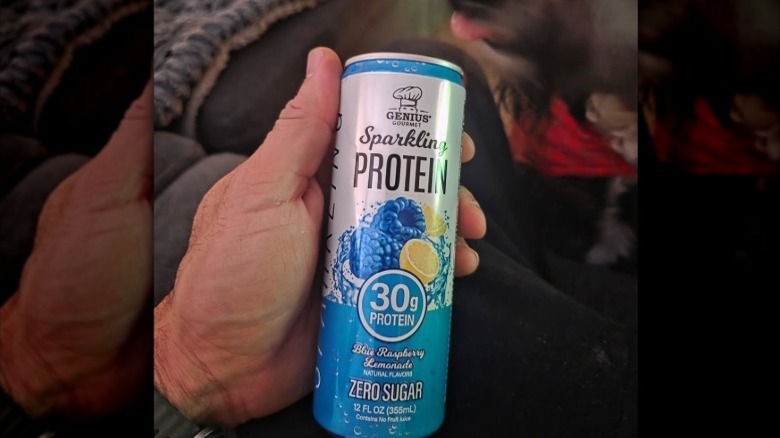 GENIUS
GOURMET
Sparkling
PROTEIN
30g
PROTEIN
Blue Raspberry
Lemonade
NATURAL FLAVORS
ZERO SUGAR
12 FL OZ (355mL)
Contains No Fruit Juice